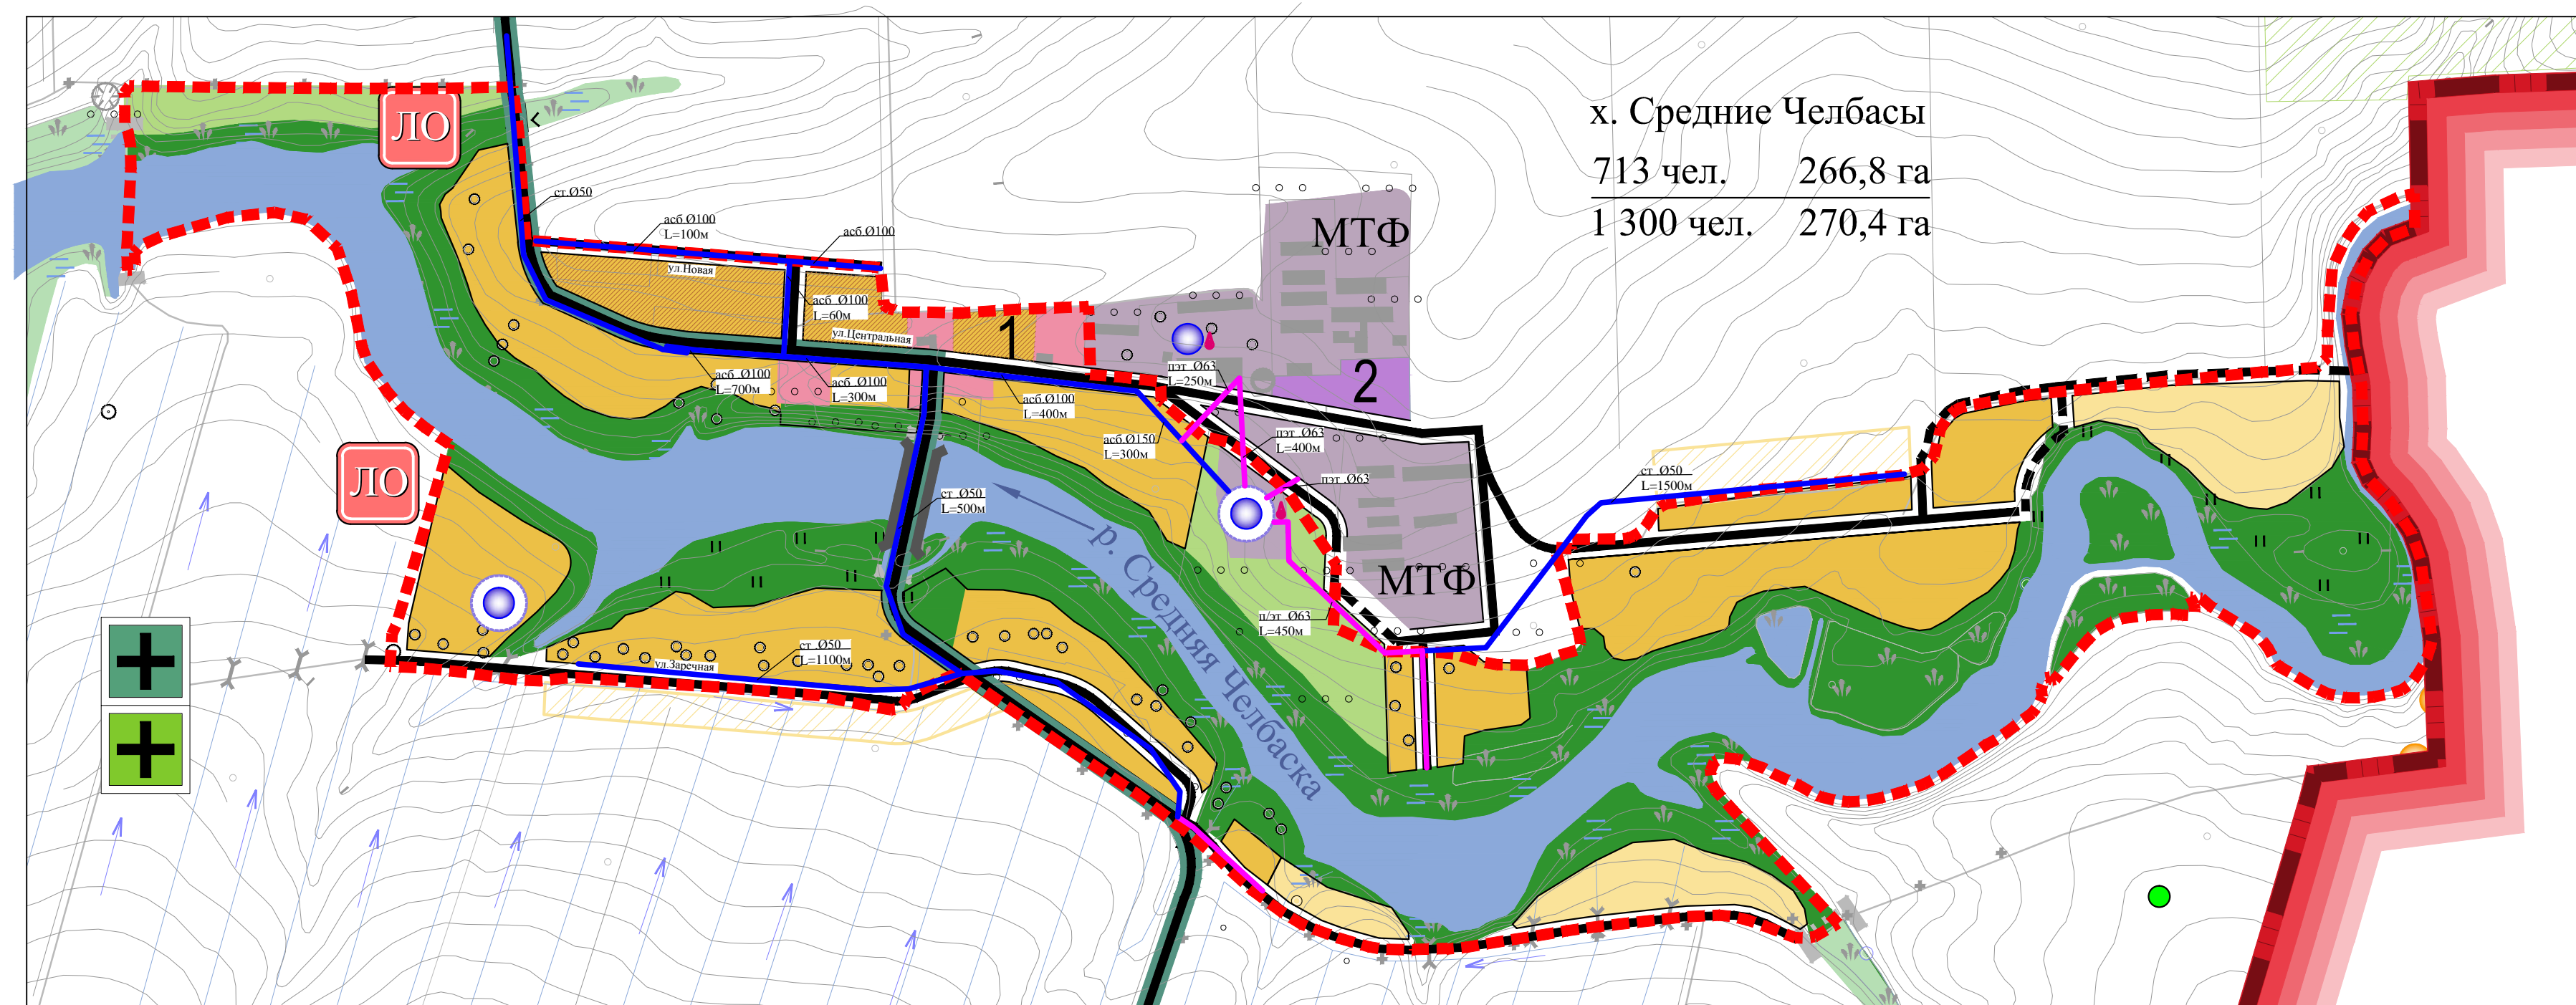 ЛО
х. Средние Челбасы
713 чел. 266,8 га
1 300 чел. 270,4 га
ст.Ø50
асб.Ø100
L=100м
асб.Ø100
МТФ
ул.Новая
асб. Ø100
L=60м
ул.Центральная
1
2
пэт .Ø63
L=250м
асб.Ø100
L=700м
асб. Ø100
L=300м
асб.Ø100
L=400м
асб.Ø150
L=300м
пэт .Ø63
L=400м
пэт .Ø63
ЛО
ст .Ø50
L=1500м
ст .Ø50
L=500м
р. Средняя Челбаска
МТФ
п/эт .Ø63
L=450м
ст .Ø50
L=1100м
ул.Заречная